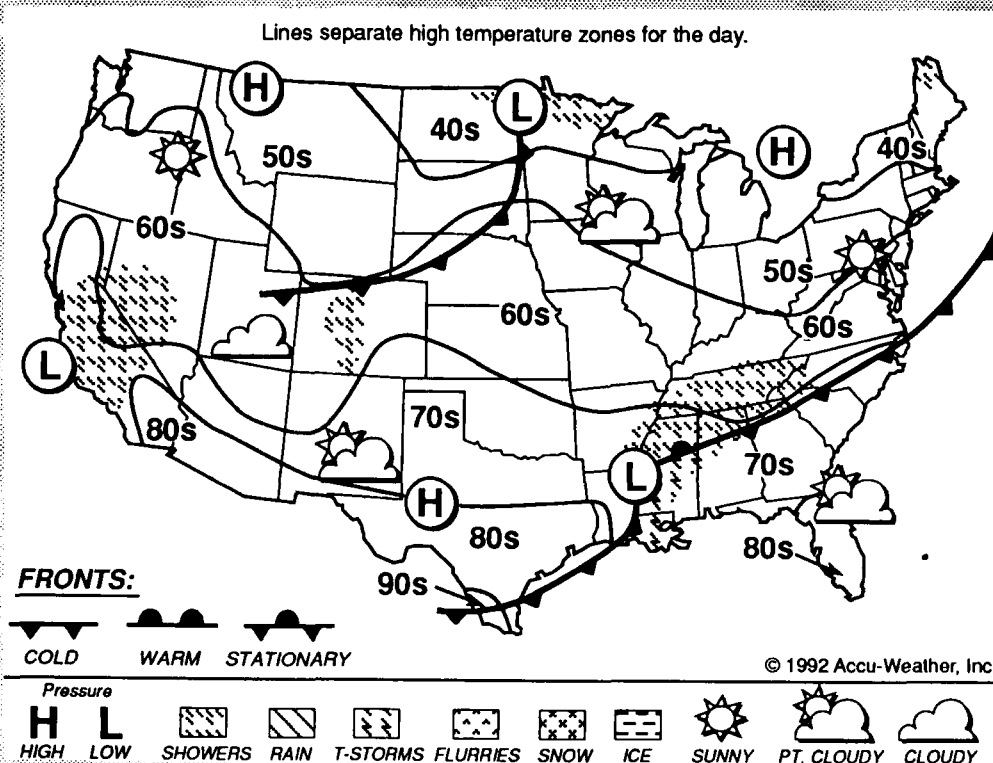 Lines separate high temperature zones for the day.
H
L
40s
H
40s
50s
60s
50s
60s
60s
L
70s
80s
70s
L
H
80s
80s
90s
FRONTS:
COLD WARM STATIONARY
© 1992 Accu-Weather, Inc
Pressure
H L
HIGH LOW SHOWERS RAIN T-STORMS FLURRIES SNOW ICE SUNNY PT. CLOUDY CLOUDY